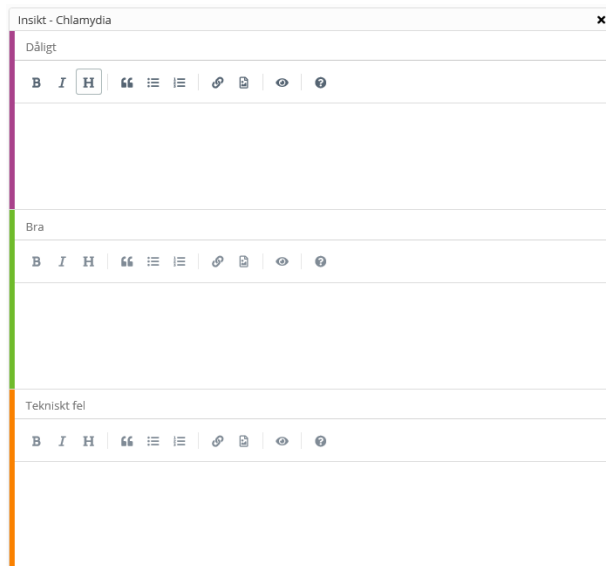 Insikt - Chlamydia
Dåligt
B I H
Bra
B I H
Tekniskt fel
B I H